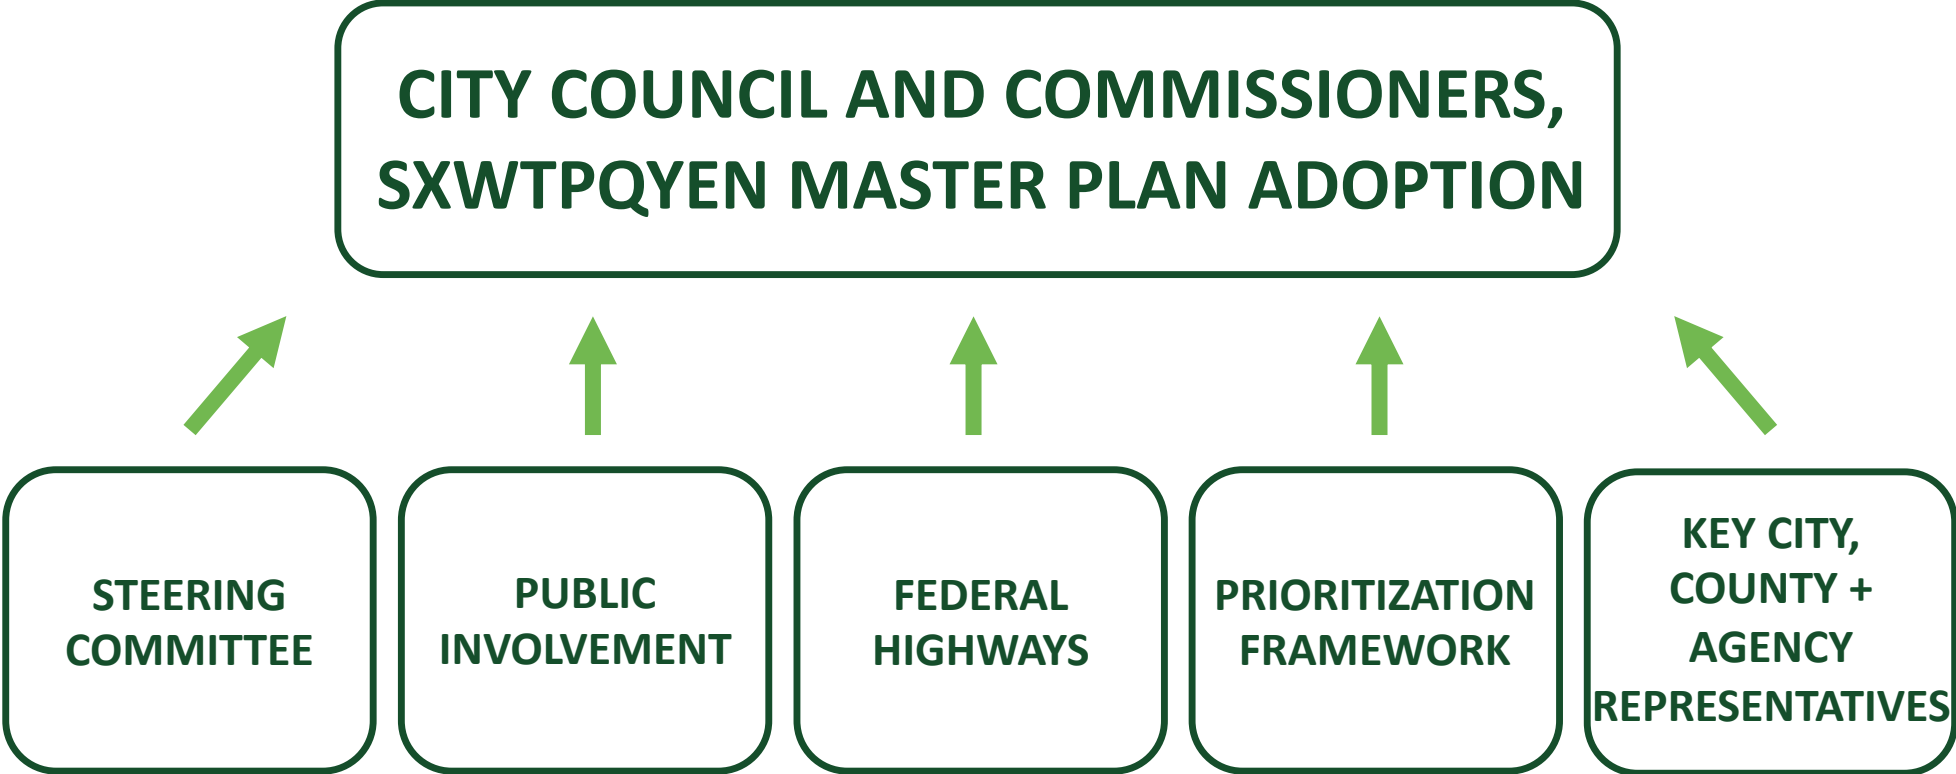 CITY COUNCIL AND COMMISSIONERS,
SXWTPQYEN MASTER PLAN ADOPTION
STEERING
COMMITTEE
PUBLIC
INVOLVEMENT
FEDERAL
HIGHWAYS
PRIORITIZATION
FRAMEWORK
KEY CITY,
COUNTY +
AGENCY
REPRESENTATIVES